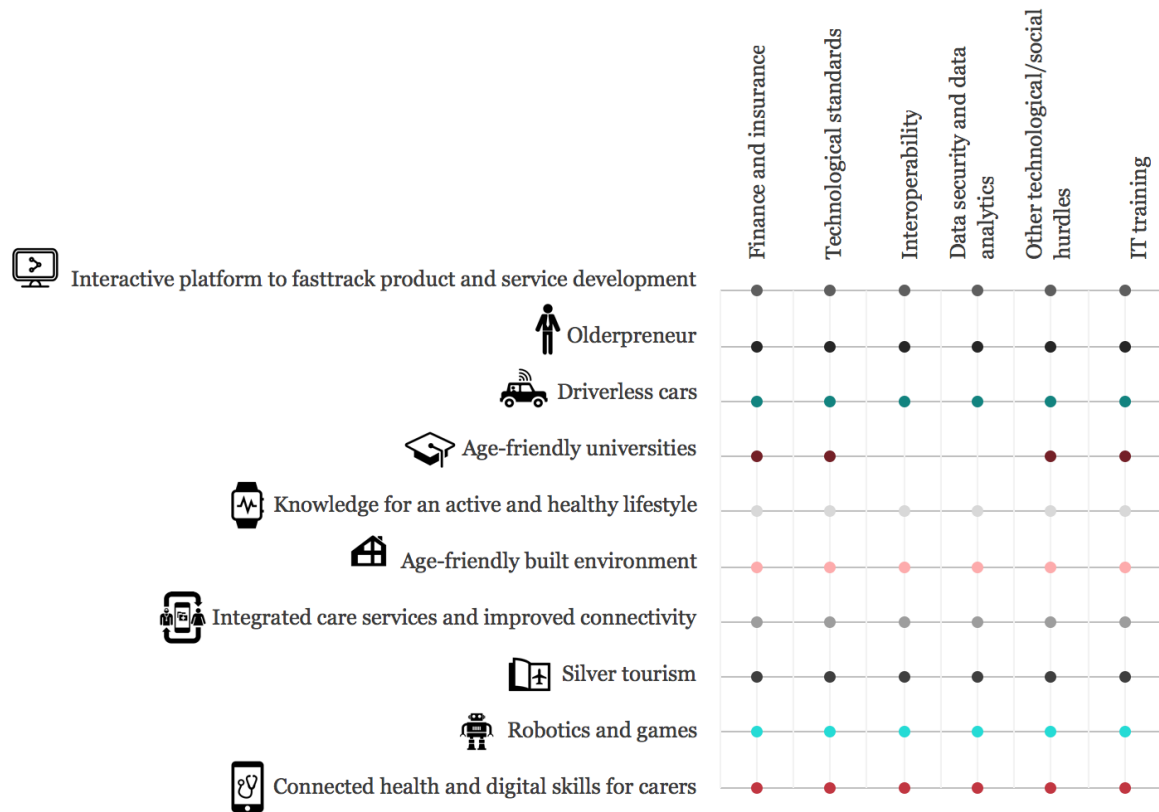 Finance and insurance
Technological standards
Interoperability
Data security and data
analytics
Other technological/social
hurdles
IT training
Interactive platform to fasttrack product and service development
Olderpreneur
Driverless cars
Age-friendly universities
Knowledge for an active and healthy lifestyle
Age-friendly built environment
Integrated care services and improved connectivity
Silver tourism
Robotics and games
Connected health and digital skills for carers